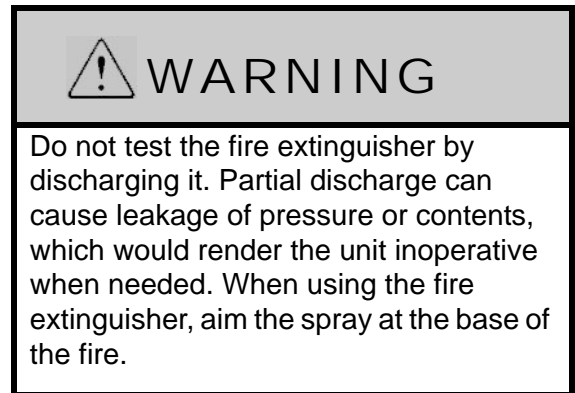 WARNING
Do not test the fire extinguisher by
discharging it. Partial discharge can
cause leakage of pressure or contents,
which would render the unit inoperative
when needed. When using the fire
extinguisher, aim the spray at the base of
the fire.